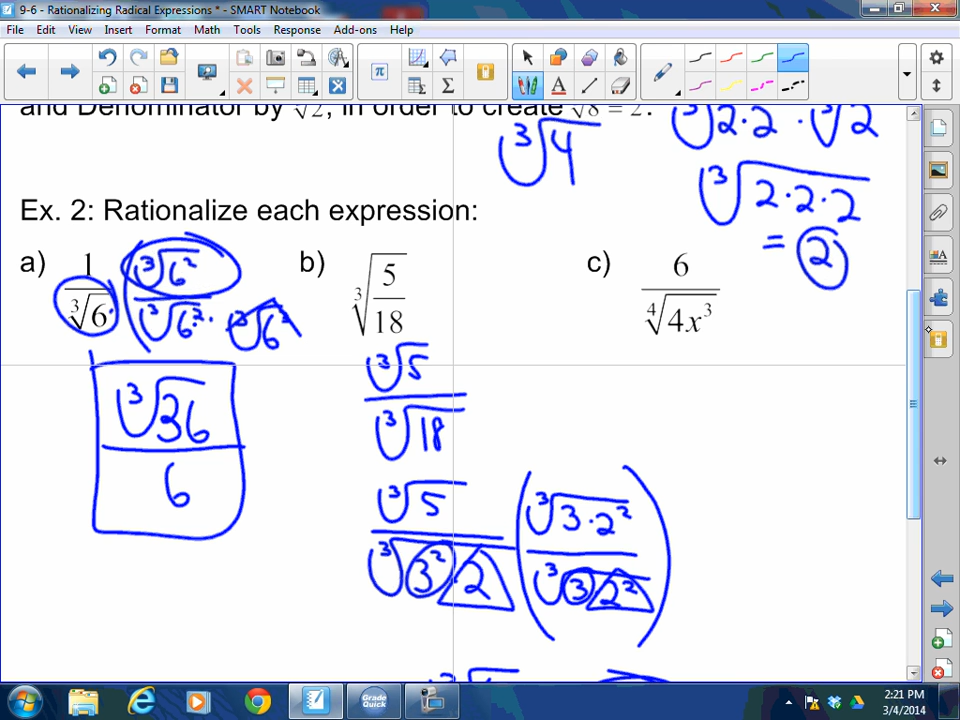 9-6 - Rationalizing Radical Expressions * - SMART Notebook
File Edit View Insert Format Math Tools Response Add-ons Help
and Denominator by ∛2, in order to create ∛8 = 2.
∛4
∛2·2 · ∛2
∛2·2·2
= 2
Ex. 2: Rationalize each expression:
a) 1/∛6 · ∛6²/∛6² · ∛6²
∛36
6
b) ∛(5/18)
∛5
∛18
∛5 ∛3·2²
∛3² 2 ∛3 2²
c) 6/∜4x³
Grade Quick
2:21 PM
3/4/2014